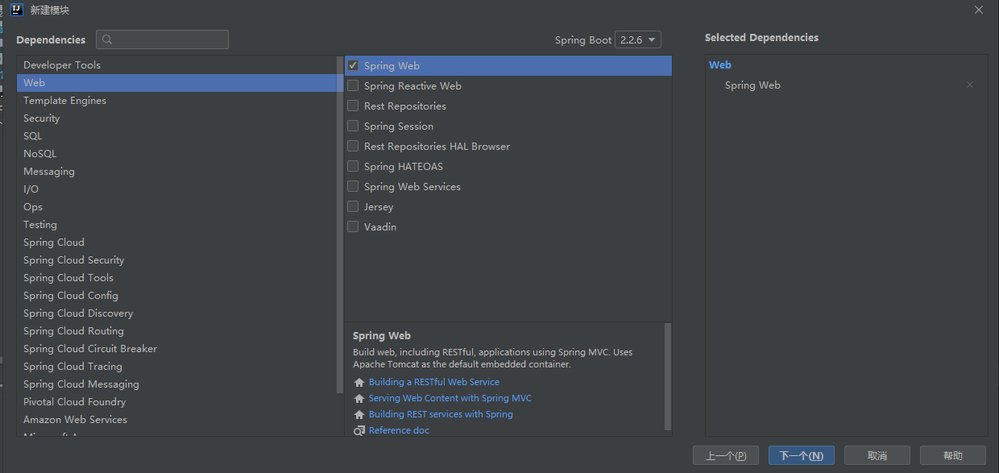 新建模块
Dependencies
Spring Boot 2.2.6
Selected Dependencies
Developer Tools
Web
Template Engines
Security
SQL
NoSQL
Messaging
I/O
Ops
Testing
Spring Cloud
Spring Cloud Security
Spring Cloud Tools
Spring Cloud Config
Spring Cloud Discovery
Spring Cloud Routing
Spring Cloud Circuit Breaker
Spring Cloud Tracing
Spring Cloud Messaging
Pivotal Cloud Foundry
Amazon Web Services
Spring Web
Spring Reactive Web
Rest Repositories
Spring Session
Rest Repositories HAL Browser
Spring HATEOAS
Spring Web Services
Jersey
Vaadin
Spring Web
Build web, including RESTful, applications using Spring MVC. Uses
Apache Tomcat as the default embedded container.
Building a RESTful Web Service
Serving Web Content with Spring MVC
Building REST services with Spring
Reference doc
Web
Spring Web
上一个(P)
下一个(N)
取消
帮助